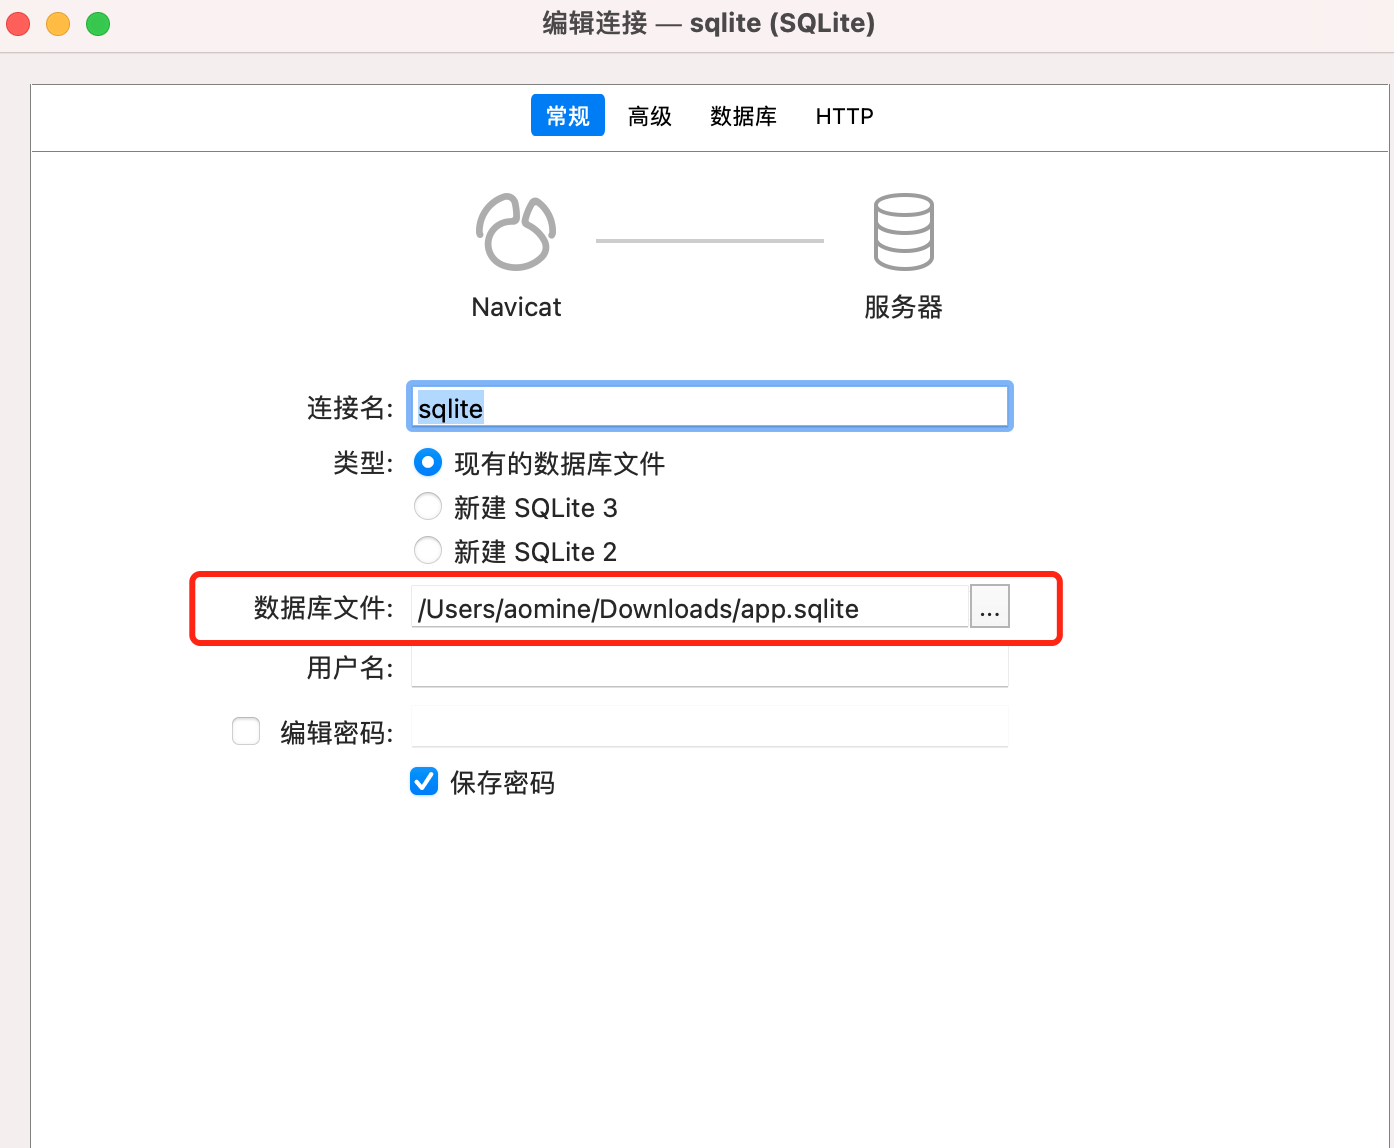 编辑连接 — sqlite (SQLite)
常规 高级 数据库 HTTP
Navicat 服务器
连接名: sqlite
类型: 现有的数据库文件
新建 SQLite 3
新建 SQLite 2
数据库文件: /Users/aomine/Downloads/app.sqlite ...
用户名:
编辑密码:
保存密码